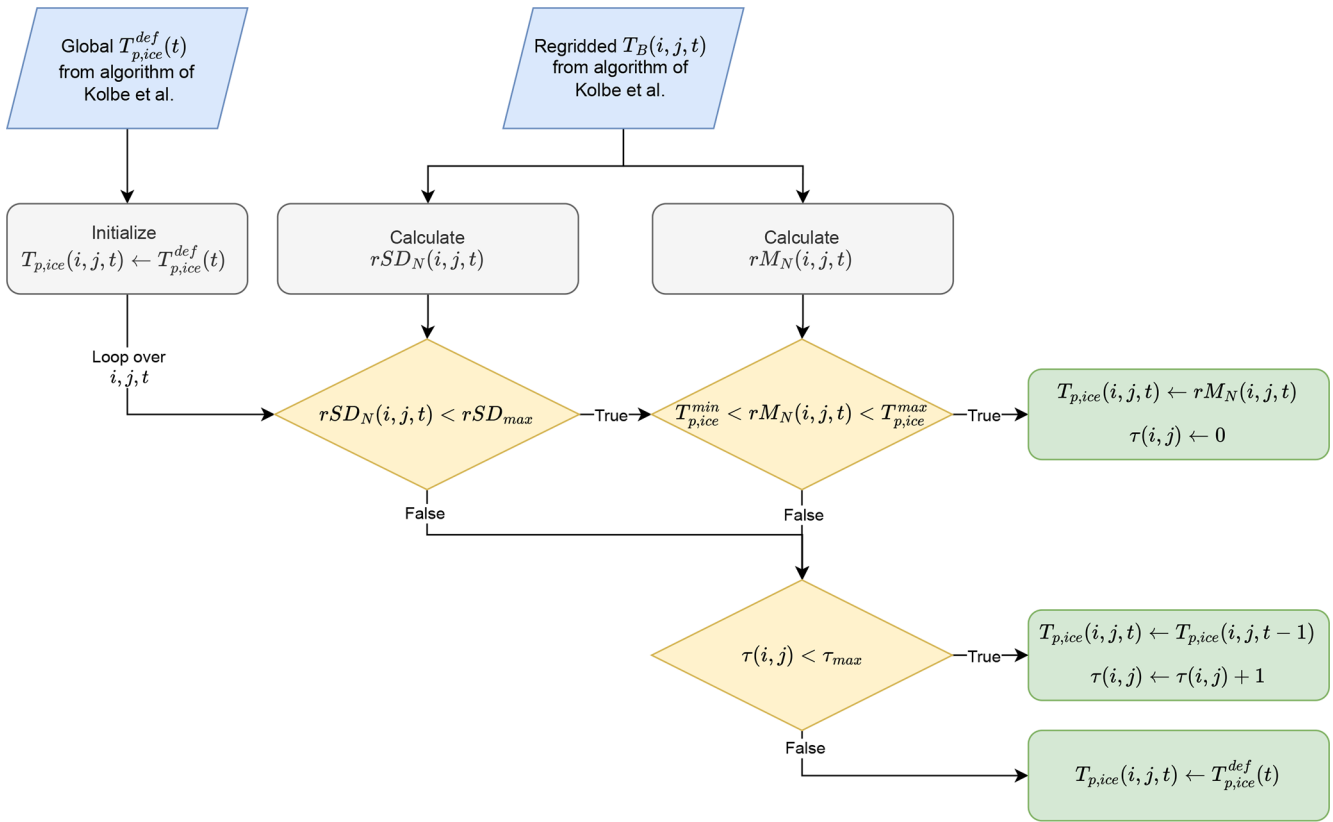 Global $T_{p,ice}^{def}(t)$
from algorithm of
Kolbe et al.
Regridded $T_B(i,j,t)$
from algorithm of
Kolbe et al.
Initialize
$T_{p,ice}(i,j,t) \leftarrow T_{p,ice}^{def}(t)$
Calculate
$rSD_N(i,j,t)$
Calculate
$rM_N(i,j,t)$
Loop over
$i,j,t$
$rSD_N(i,j,t) < rSD_{max}$
True
$T_{p,ice}^{min} < rM_N(i,j,t) < T_{p,ice}^{max}$
True
$T_{p,ice}(i,j,t) \leftarrow rM_N(i,j,t)$
$\tau(i,j) \leftarrow 0$
False
False
$\tau(i,j) < \tau_{max}$
True
$T_{p,ice}(i,j,t) \leftarrow T_{p,ice}(i,j,t-1)$
$\tau(i,j) \leftarrow \tau(i,j)+1$
False
$T_{p,ice}(i,j,t) \leftarrow T_{p,ice}^{def}(t)$